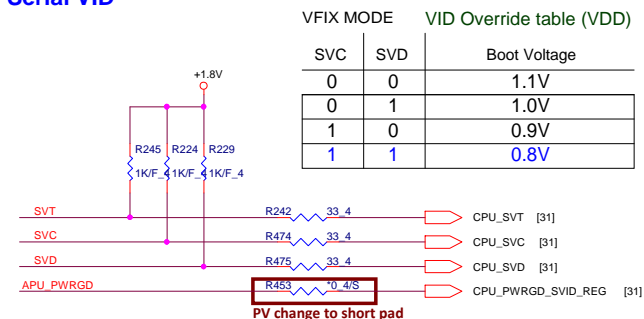 Serial VID
VFIX MODE VID Override table (VDD)
SVC SVD Boot Voltage
0 0 1.1V
0 1 1.0V
1 0 0.9V
1 1 0.8V
+1.8V
R245 R224 R229
1K/F_4 1K/F_4 1K/F_4
SVT R242 33_4 CPU_SVT [31]
SVC R474 33_4 CPU_SVC [31]
SVD R475 33_4 CPU_SVD [31]
APU_PWRGD R453 *0_4/S CPU_PWRGD_SVID_REG [31]
PV change to short pad